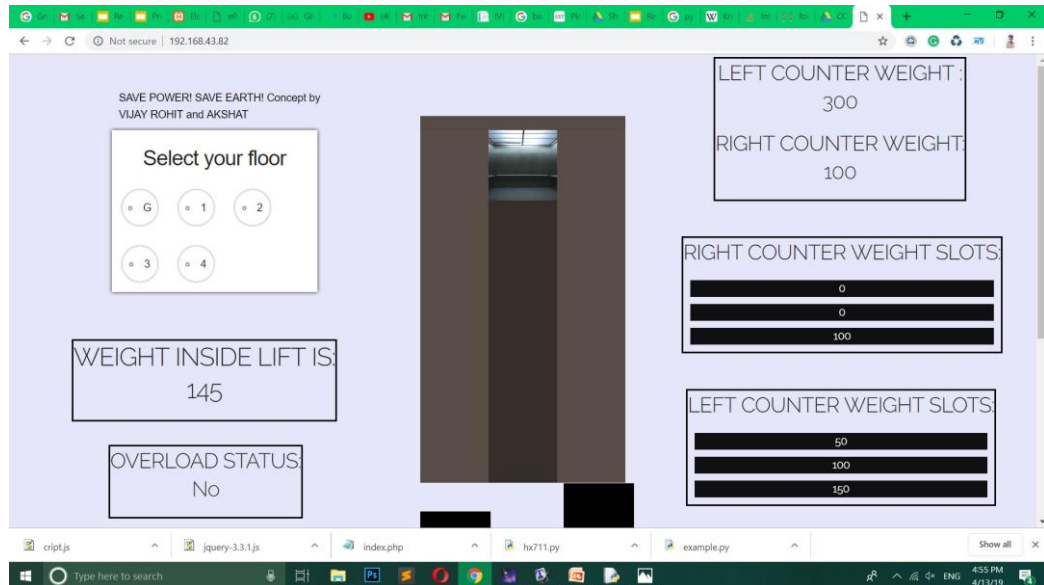 Not secure | 192.168.43.82
SAVE POWER! SAVE EARTH! Concept by
VIJAY ROHIT and AKSHAT
Select your floor
G 1 2
3 4
WEIGHT INSIDE LIFT IS:
145
OVERLOAD STATUS:
No
LEFT COUNTER WEIGHT :
300
RIGHT COUNTER WEIGHT:
100
RIGHT COUNTER WEIGHT SLOTS:
0
0
100
LEFT COUNTER WEIGHT SLOTS:
50
100
150
cript.js jquery-3.3.1.js index.php hx711.py example.py Show all
Type here to search
ENG
4:55 PM
4/13/19